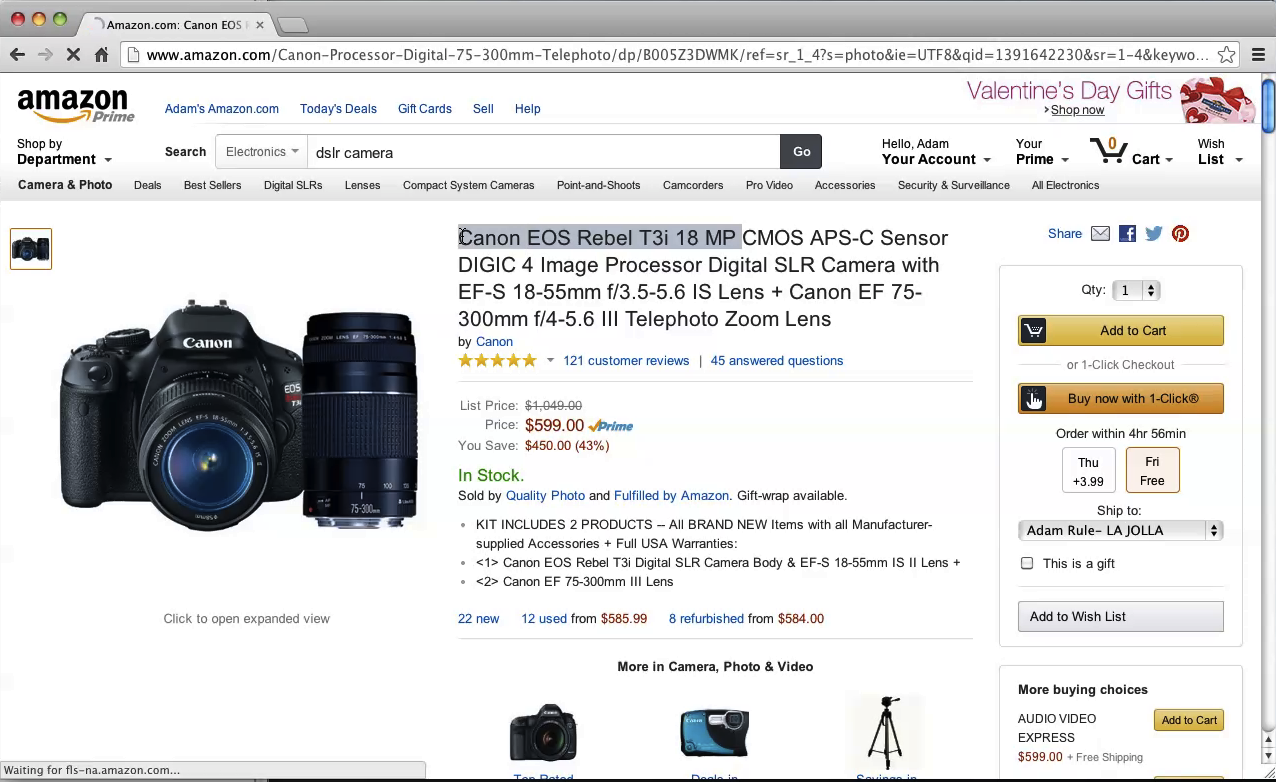 Amazon.com: Canon EOS R
www.amazon.com/Canon-Processor-Digital-75-300mm-Telephoto/dp/B005Z3DWMK/ref=sr_1_4?s=photo&ie=UTF8&qid=1391642230&sr=1-4&keywo...
amazon Prime
Adam's Amazon.com Today's Deals Gift Cards Sell Help
Valentine's Day Gifts
Shop now
Shop by
Department
Search Electronics dslr camera Go
Hello, Adam
Your Account
Your
Prime
0
Cart
Wish
List
Camera & Photo Deals Best Sellers Digital SLRs Lenses Compact System Cameras Point-and-Shoots Camcorders Pro Video Accessories Security & Surveillance All Electronics
Canon EOS Rebel T3i 18 MP CMOS APS-C Sensor
DIGIC 4 Image Processor Digital SLR Camera with
EF-S 18-55mm f/3.5-5.6 IS Lens + Canon EF 75-
300mm f/4-5.6 III Telephoto Zoom Lens
by Canon
121 customer reviews | 45 answered questions
List Price: $1,049.00
Price: $599.00 Prime
You Save: $450.00 (43%)
In Stock.
Sold by Quality Photo and Fulfilled by Amazon. Gift-wrap available.
KIT INCLUDES 2 PRODUCTS -- All BRAND NEW Items with all Manufacturer-
supplied Accessories + Full USA Warranties:
<1> Canon EOS Rebel T3i Digital SLR Camera Body & EF-S 18-55mm IS II Lens +
<2> Canon EF 75-300mm III Lens
22 new 12 used from $585.99 8 refurbished from $584.00
Canon
EOS
75-300mm
Click to open expanded view
Share
Qty: 1
Add to Cart
or 1-Click Checkout
Buy now with 1-Click®
Order within 4hr 56min
Thu
+3.99
Fri
Free
Ship to:
Adam Rule- LA JOLLA
This is a gift
Add to Wish List
More in Camera, Photo & Video
Top Rated Deals in Savings in
More buying choices
AUDIO VIDEO
EXPRESS
$599.00 + Free Shipping
Add to Cart
Waiting for fls-na.amazon.com...